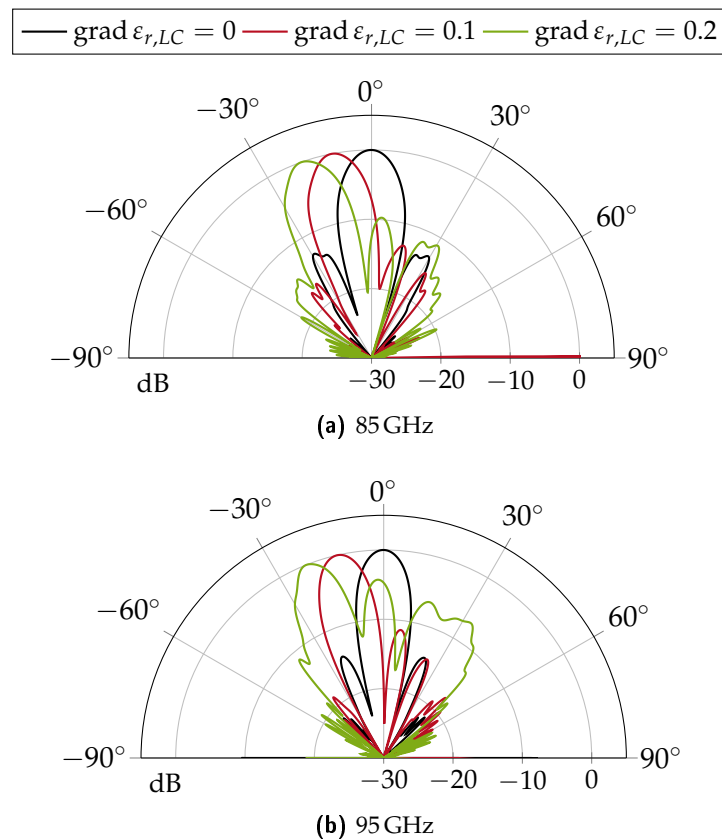 grad εr,LC = 0 grad εr,LC = 0.1 grad εr,LC = 0.2
0°
−30° 30°
−60° 60°
−90° 90°
dB −30 −20 −10 0
(a) 85 GHz
0°
−30° 30°
−60° 60°
−90° 90°
dB −30 −20 −10 0
(b) 95 GHz